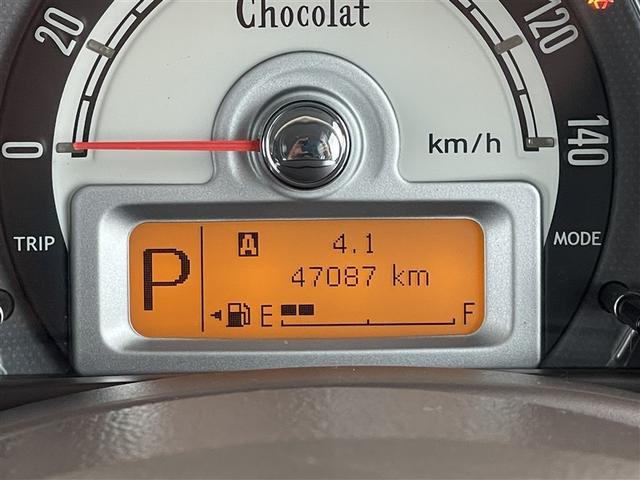 Chocolat
20
120
0
km/h
140
TRIP
MODE
P
A 4.1
47087 km
E F